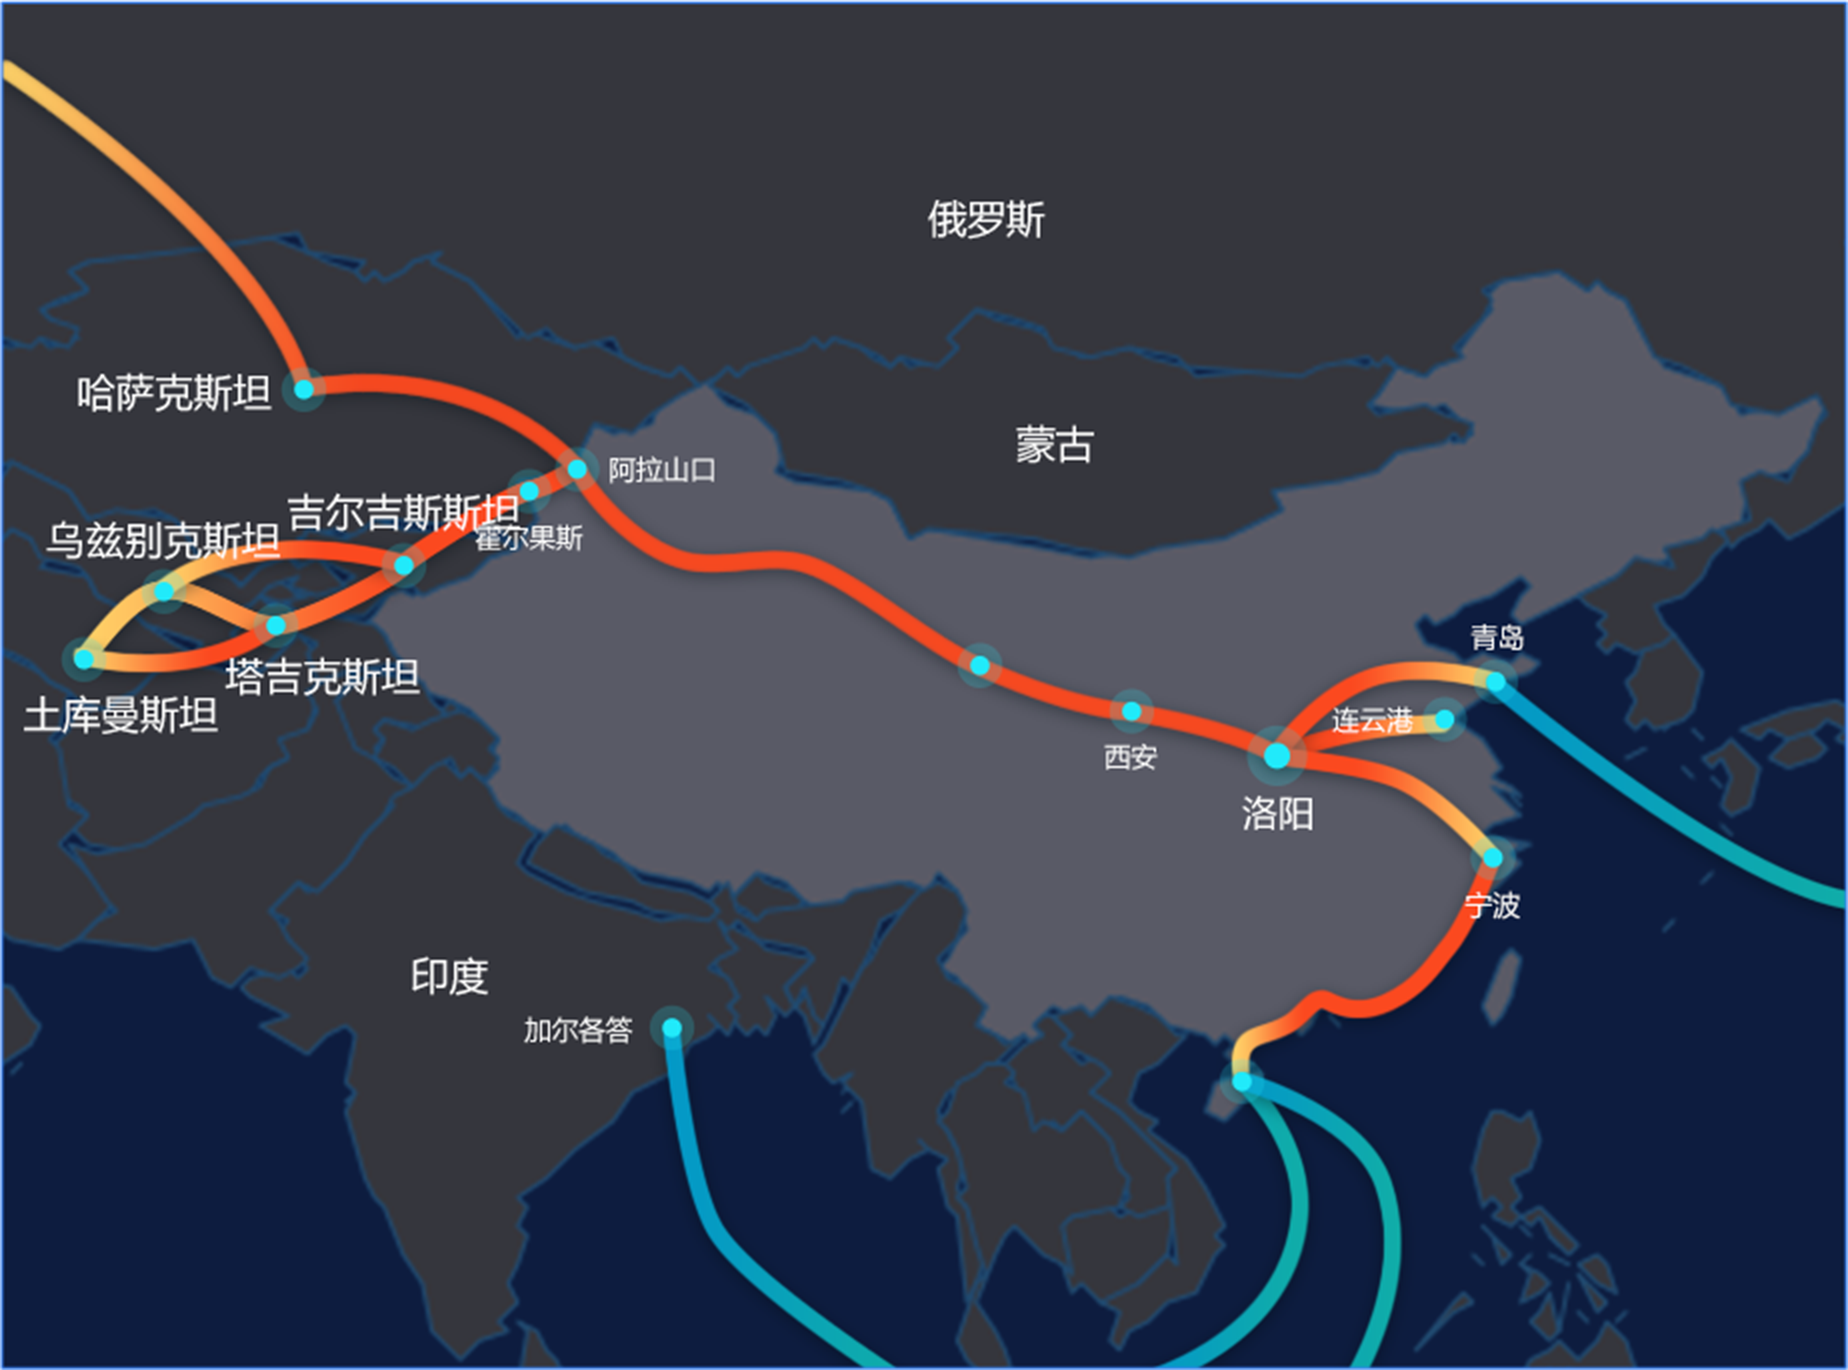 俄罗斯
哈萨克斯坦
蒙古
阿拉山口
吉尔吉斯斯坦
霍尔果斯
乌兹别克斯坦
青岛
塔吉克斯坦
土库曼斯坦
连云港
西安
洛阳
宁波
印度
加尔各答